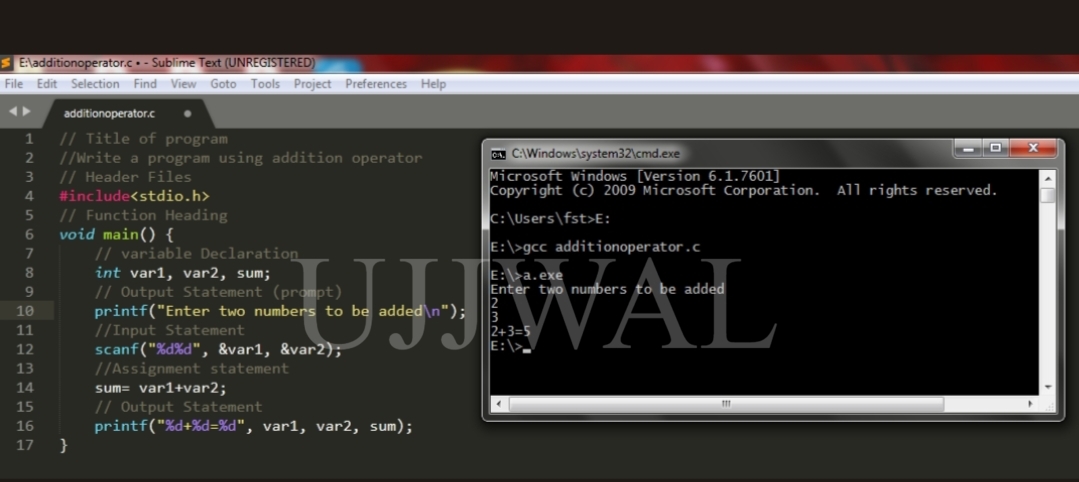 E:\additionoperator.c • - Sublime Text (UNREGISTERED)
File Edit Selection Find View Goto Tools Project Preferences Help
additionoperator.c
1 // Title of program
2 //Write a program using addition operator
3 // Header Files
4 #include<stdio.h>
5 // Function Heading
6 void main() {
7 // variable Declaration
8 int var1, var2, sum;
9 // Output Statement (prompt)
10 printf("Enter two numbers to be added\n");
11 //Input Statement
12 scanf("%d%d", &var1, &var2);
13 //Assignment statement
14 sum= var1+var2;
15 // Output Statement
16 printf("%d+%d=%d", var1, var2, sum);
17 }
C:\Windows\system32\cmd.exe
Microsoft Windows [Version 6.1.7601]
Copyright (c) 2009 Microsoft Corporation. All rights reserved.
C:\Users\fst>E:
E:\>gcc additionoperator.c
E:\>a.exe
Enter two numbers to be added
2
3
2+3=5
E:\>_
UJJWAL